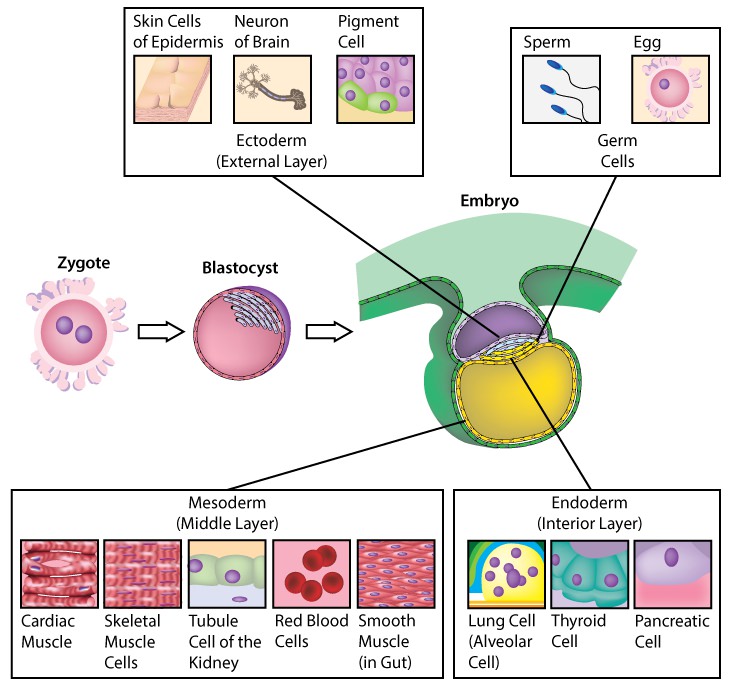 Skin Cells
of Epidermis
Neuron
of Brain
Pigment
Cell
Ectoderm
(External Layer)
Sperm
Egg
Germ
Cells
Embryo
Zygote
Blastocyst
Mesoderm
(Middle Layer)
Cardiac
Muscle
Skeletal
Muscle
Cells
Tubule
Cell of the
Kidney
Red Blood
Cells
Smooth
Muscle
(in Gut)
Endoderm
(Interior Layer)
Lung Cell
(Alveolar
Cell)
Thyroid
Cell
Pancreatic
Cell